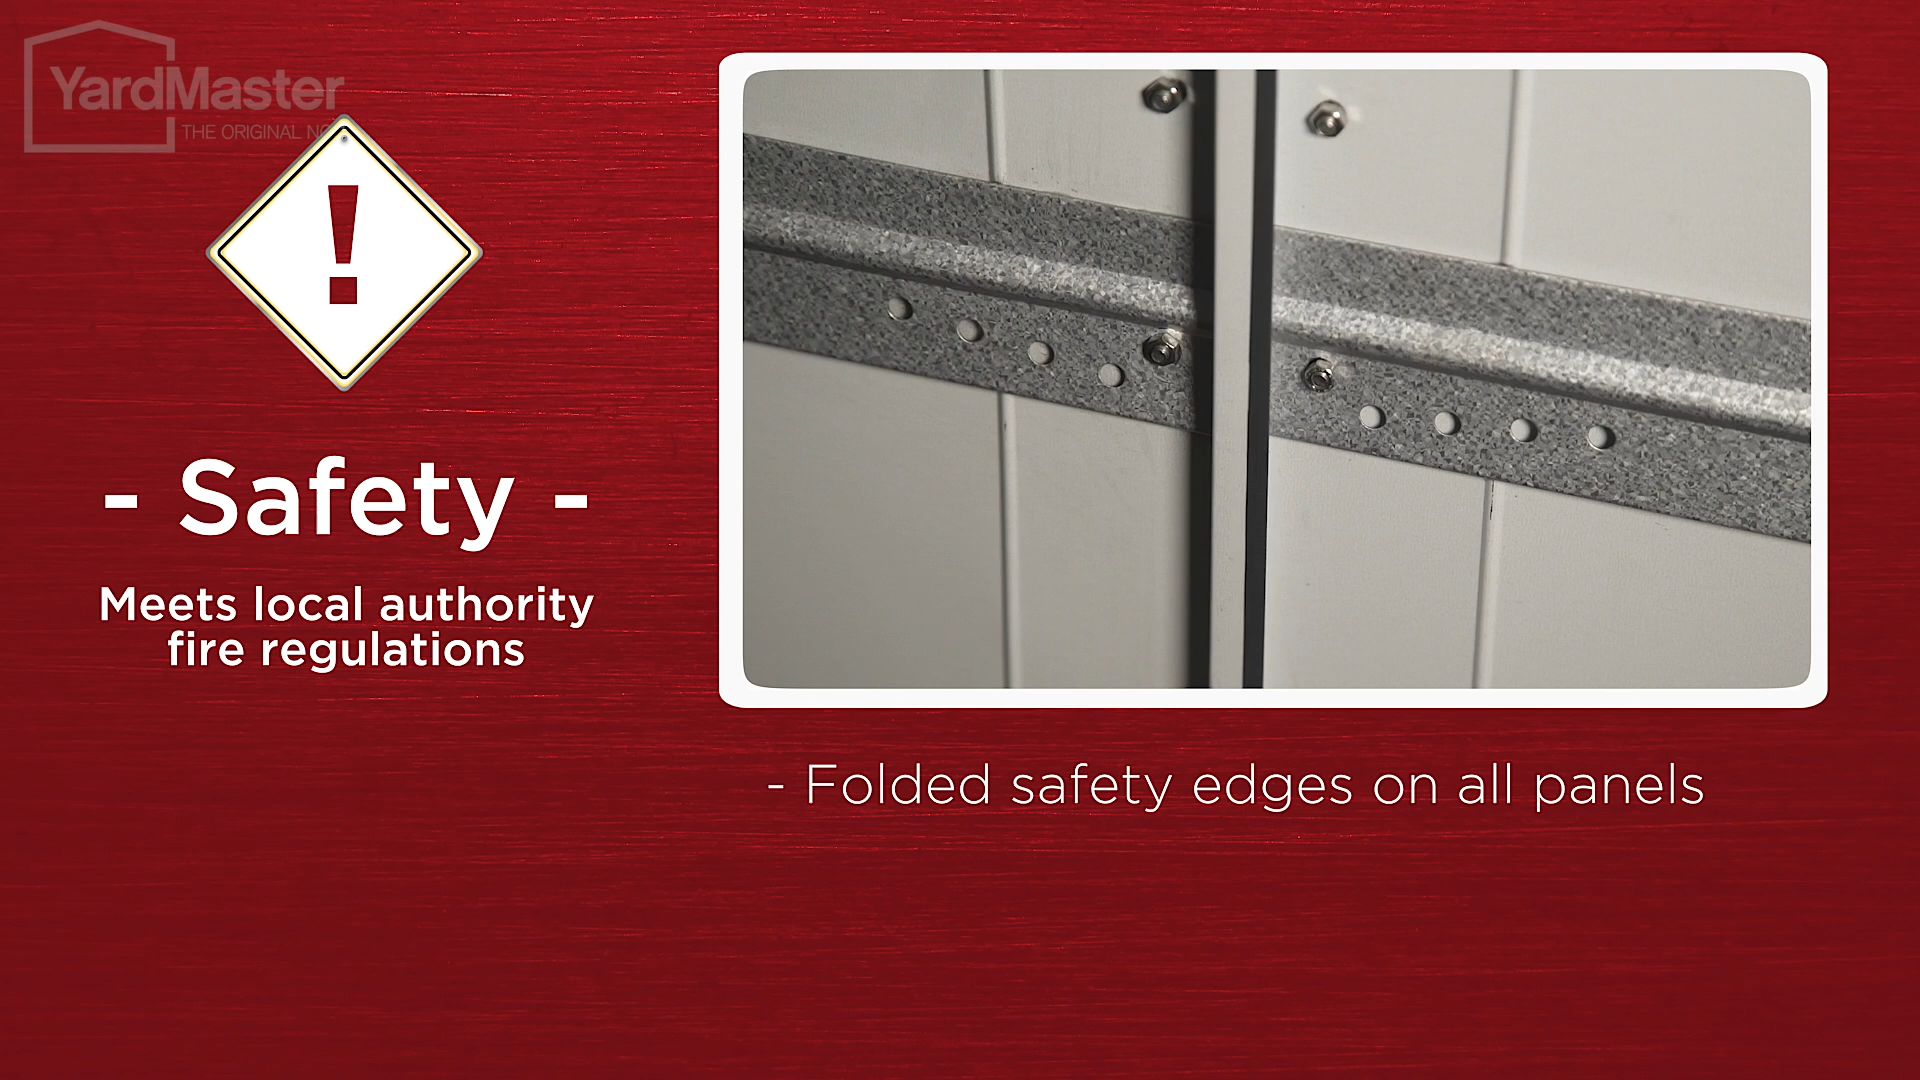 YardMaster
THE ORIGINAL
!
- Safety -
Meets local authority
fire regulations
- Folded safety edges on all panels